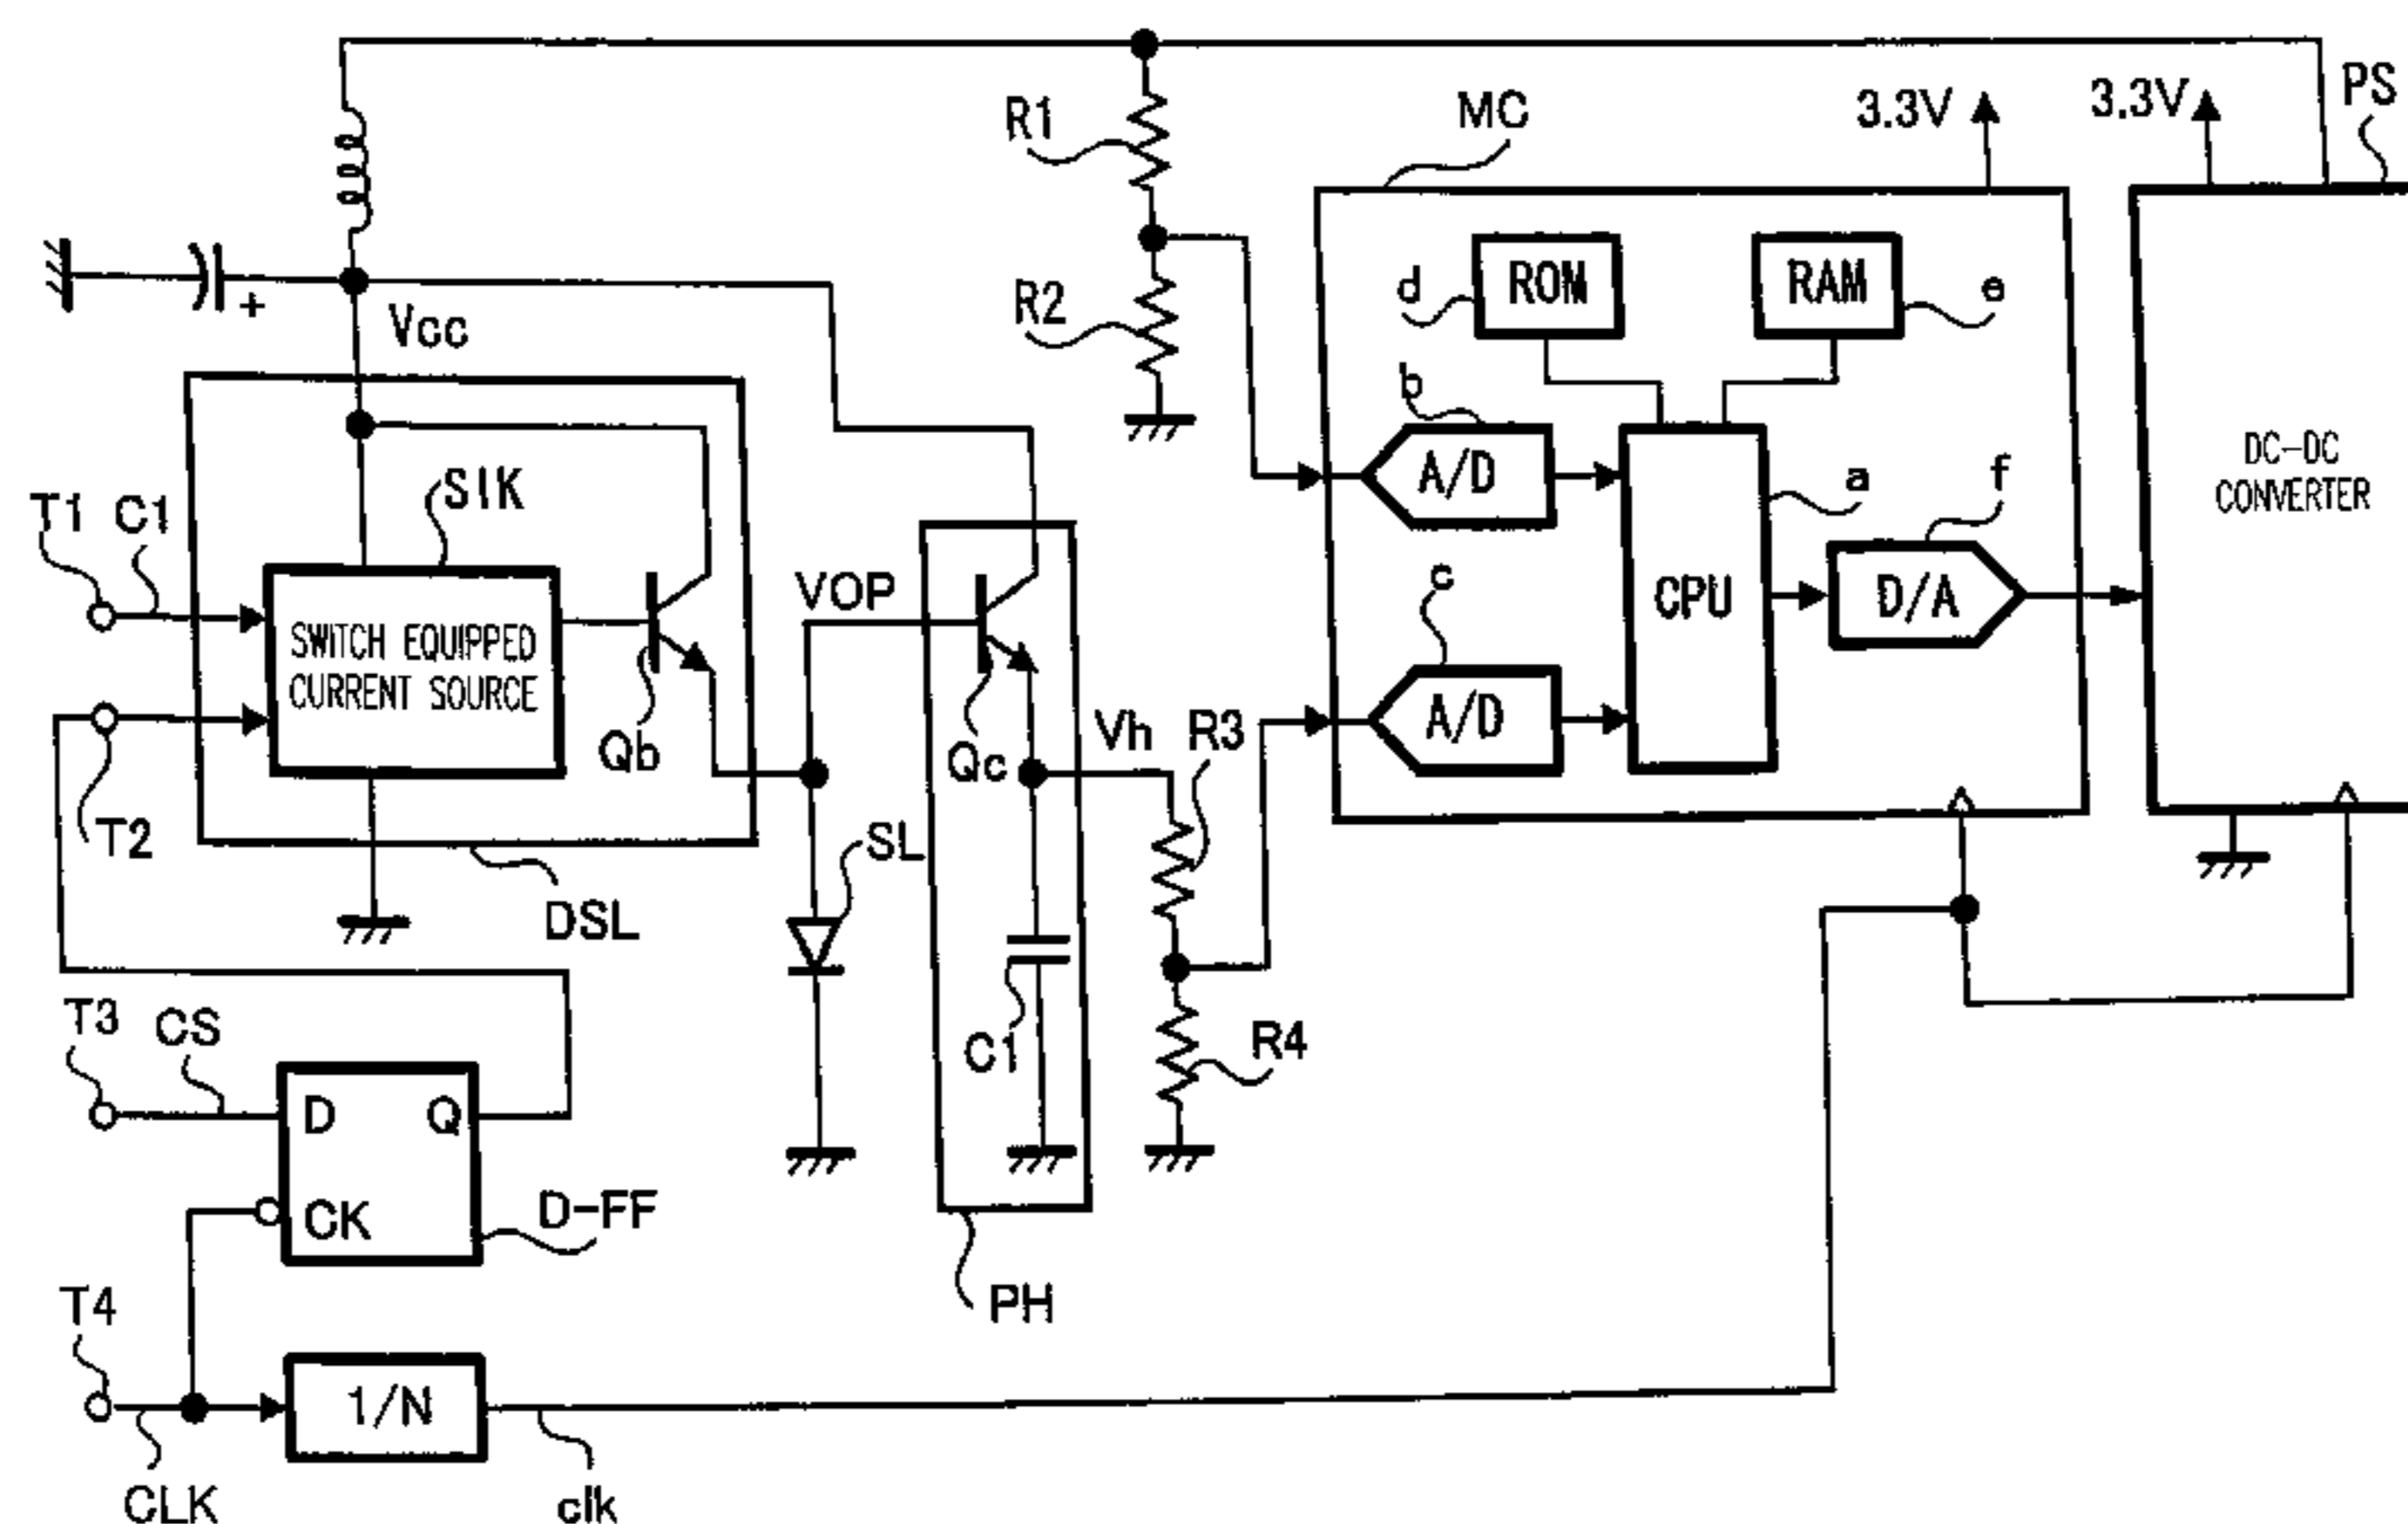 R1
MC
3.3V
3.3V
PS
R2
d
ROM
RAM
e
+
Vcc
b
A/D
T1
C1
SIK
VOP
c
CPU
a
f
D/A
DC-DC
CONVERTER
SWITCH EQUIPPED
CURRENT SOURCE
Qb
Qc
Vh
R3
A/D
T2
SL
DSL
T3
CS
D
Q
CK
D-FF
C1
R4
PH
T4
1/N
CLK
clk